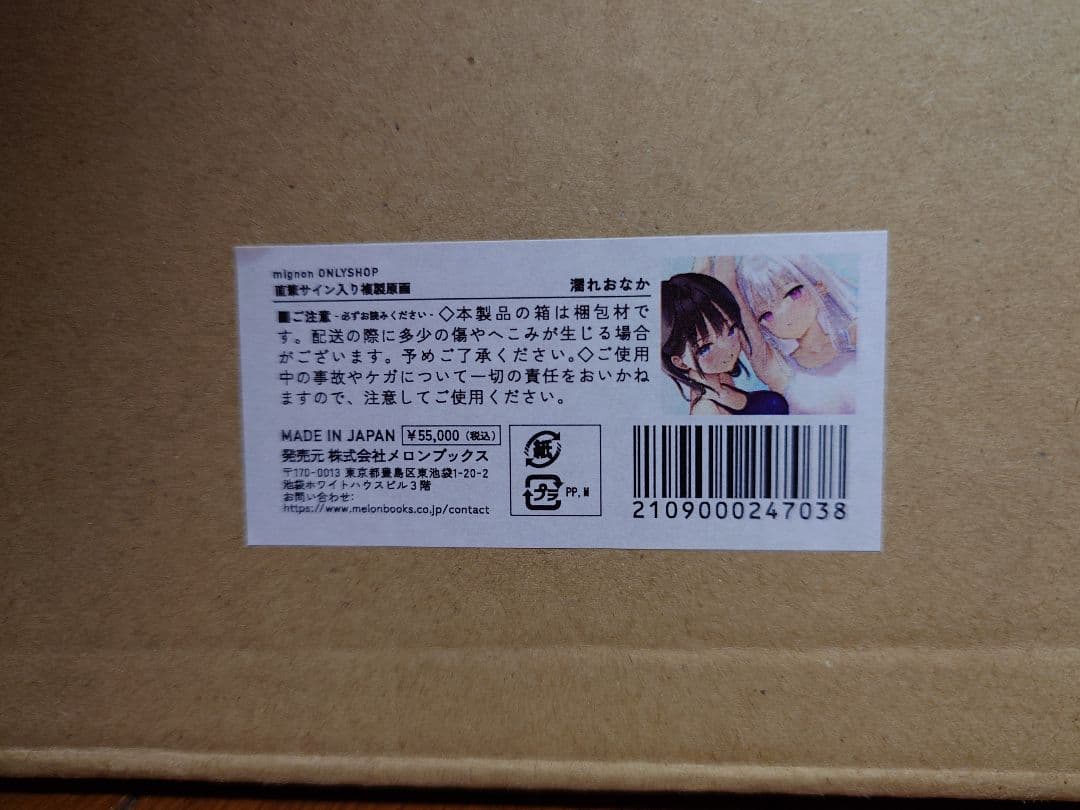 mignon ONLYSHOP
直筆サイン入り複製原画
濡れおなか
■ご注意 -必ずお読みください- ◇本製品の箱は梱包材で
す。配送の際に多少の傷やへこみが生じる場合
がございます。予めご了承ください。◇ご使用
中の事故やケガについて一切の責任をおいかね
ますので、注意してご使用ください。
MADE IN JAPAN ¥55,000 (税込)
発売元 株式会社メロンブックス
〒170-0013 東京都豊島区東池袋1-20-2
池袋ホワイトハウスビル3階
お問い合わせ:
https://www.melonbooks.co.jp/contact
紙
プラ PP, M
2109000247038